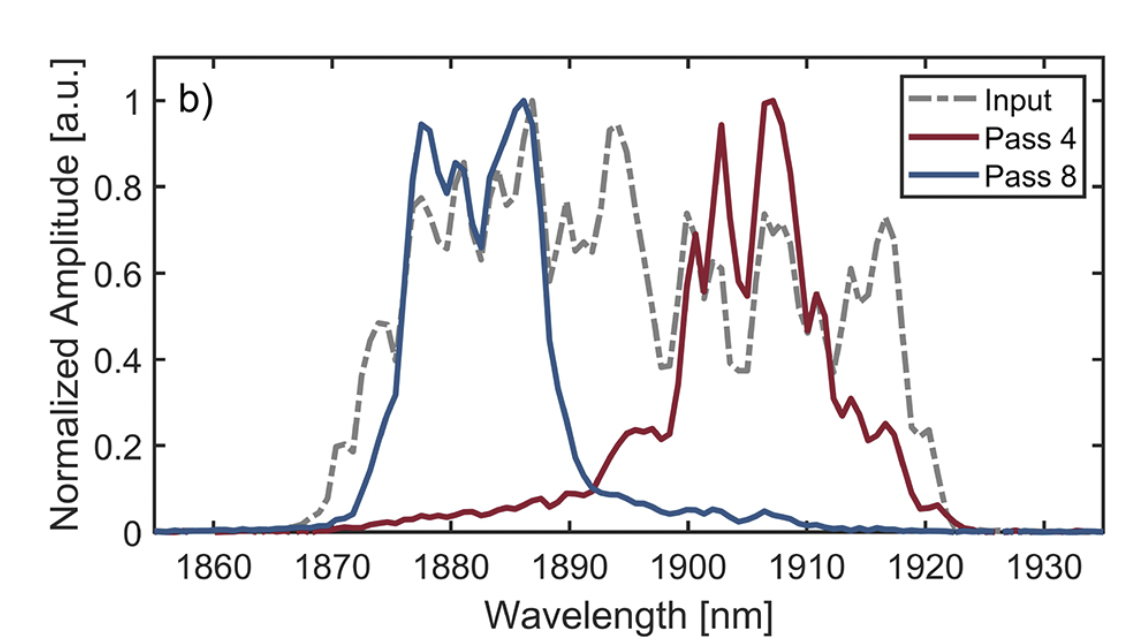 b)
Input
Pass 4
Pass 8
Normalized Amplitude [a.u.]
1
0.8
0.6
0.4
0.2
0
1860 1870 1880 1890 1900 1910 1920 1930
Wavelength [nm]